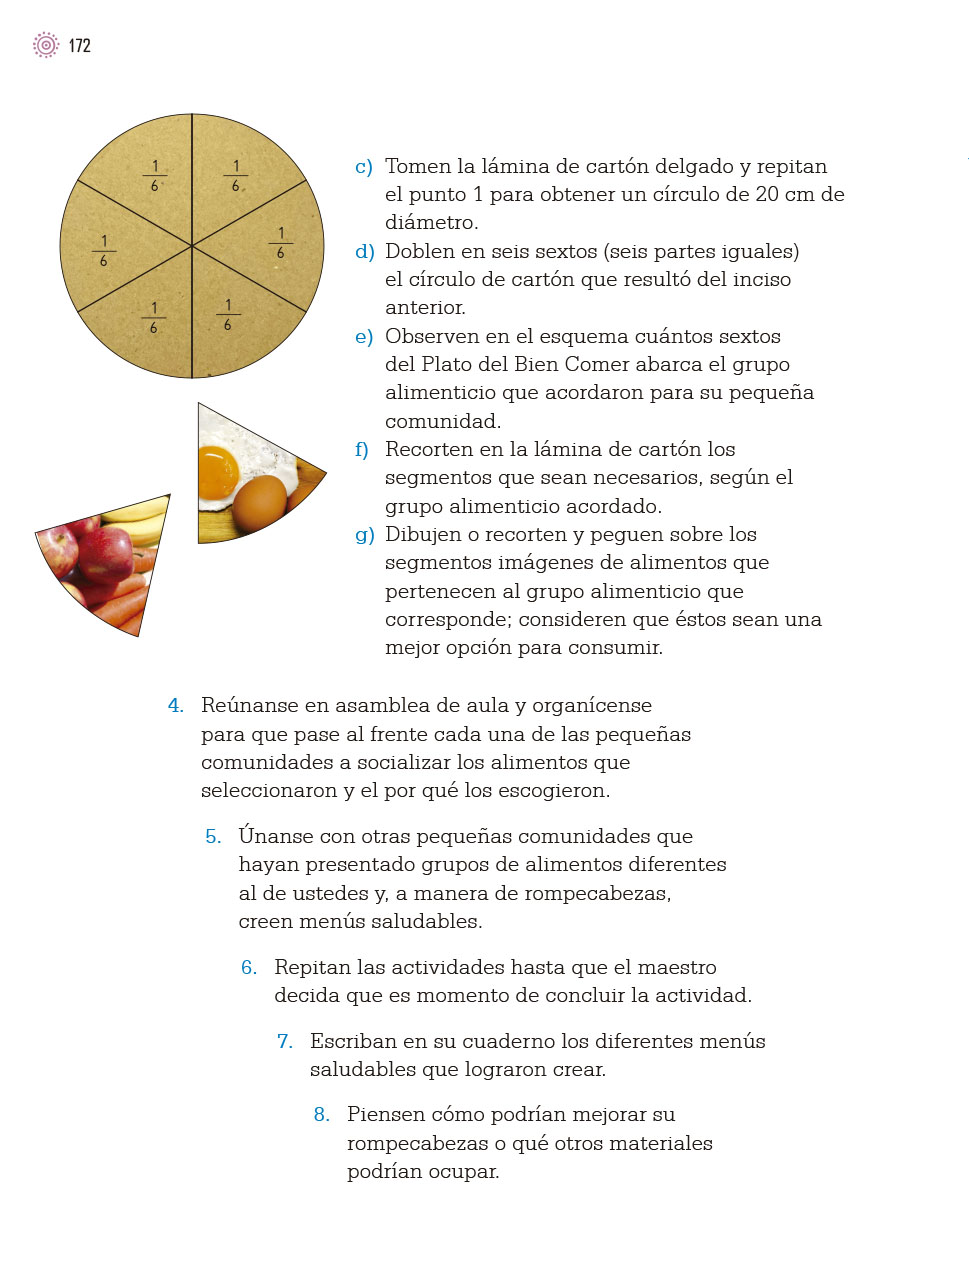 172
1
6
1
6
1
6
1
6
1
6
1
6
c) Tomen la lámina de cartón delgado y repitan
el punto 1 para obtener un círculo de 20 cm de
diámetro.
d) Doblen en seis sextos (seis partes iguales)
el círculo de cartón que resultó del inciso
anterior.
e) Observen en el esquema cuántos sextos
del Plato del Bien Comer abarca el grupo
alimenticio que acordaron para su pequeña
comunidad.
f) Recorten en la lámina de cartón los
segmentos que sean necesarios, según el
grupo alimenticio acordado.
g) Dibujen o recorten y peguen sobre los
segmentos imágenes de alimentos que
pertenecen al grupo alimenticio que
corresponde; consideren que éstos sean una
mejor opción para consumir.
4. Reúnanse en asamblea de aula y organícense
para que pase al frente cada una de las pequeñas
comunidades a socializar los alimentos que
seleccionaron y el por qué los escogieron.
5. Únanse con otras pequeñas comunidades que
hayan presentado grupos de alimentos diferentes
al de ustedes y, a manera de rompecabezas,
creen menús saludables.
6. Repitan las actividades hasta que el maestro
decida que es momento de concluir la actividad.
7. Escriban en su cuaderno los diferentes menús
saludables que lograron crear.
8. Piensen cómo podrían mejorar su
rompecabezas o qué otros materiales
podrían ocupar.